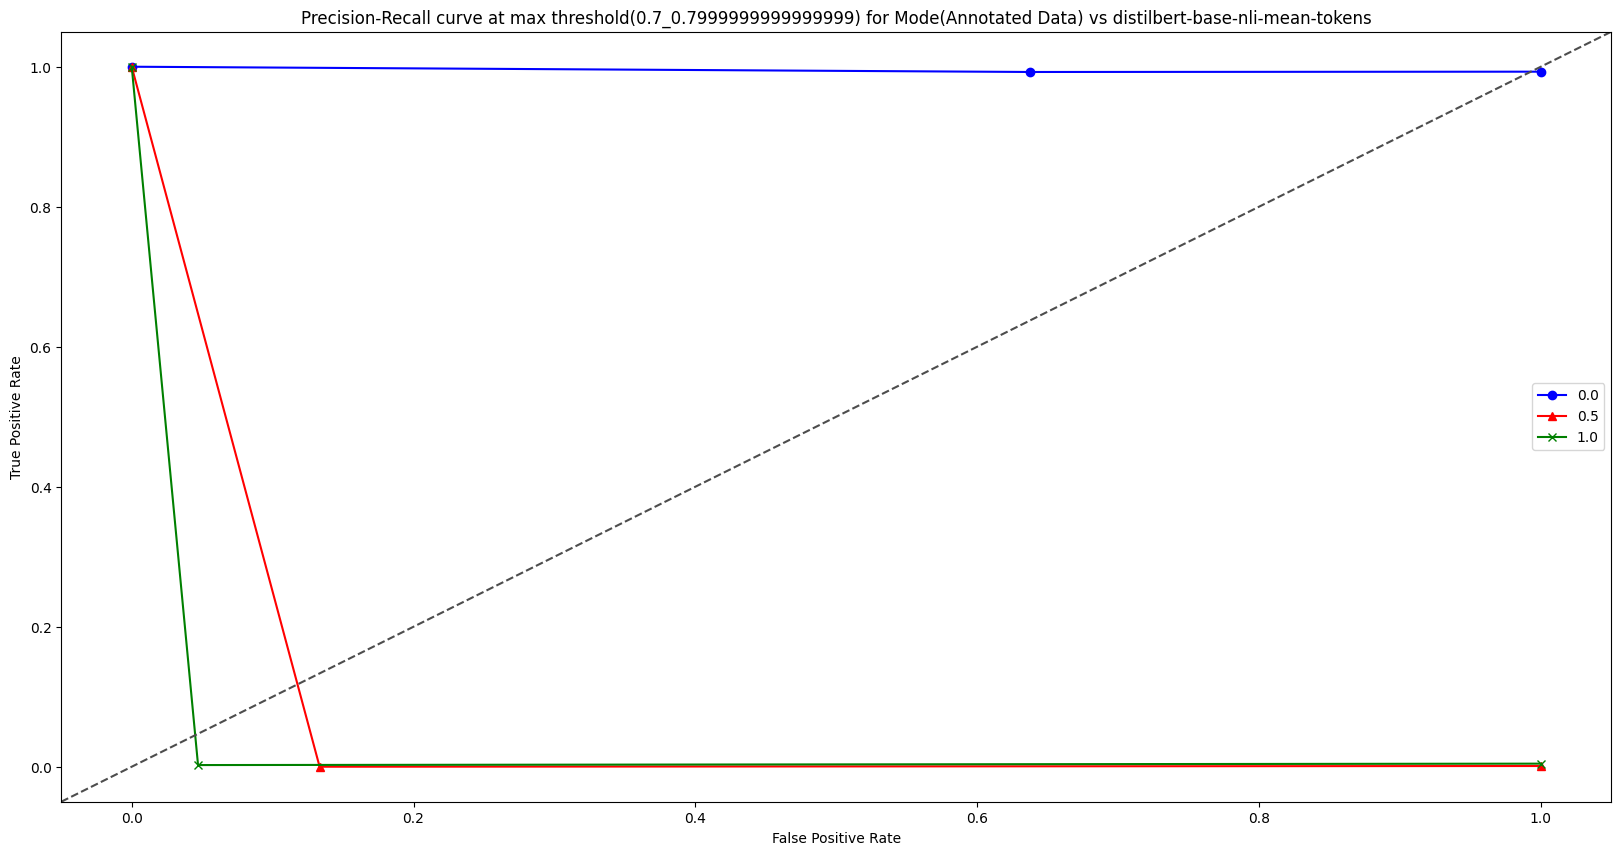 Precision-Recall curve at max threshold(0.7_0.7999999999999999) for Mode(Annotated Data) vs distilbert-base-nli-mean-tokens
1.0
0.8
0.6
0.4
0.2
0.0
True Positive Rate
0.0
0.5
1.0
0.0 0.2 0.4 0.6 0.8 1.0
False Positive Rate